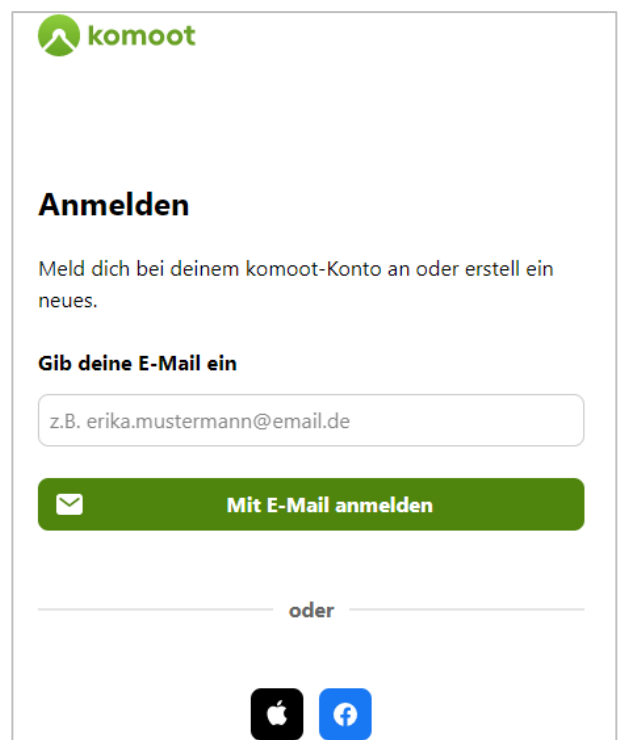 komoot
Anmelden
Meld dich bei deinem komoot-Konto an oder erstell ein
neues.
Gib deine E-Mail ein
z.B. erika.mustermann@email.de
Mit E-Mail anmelden
oder